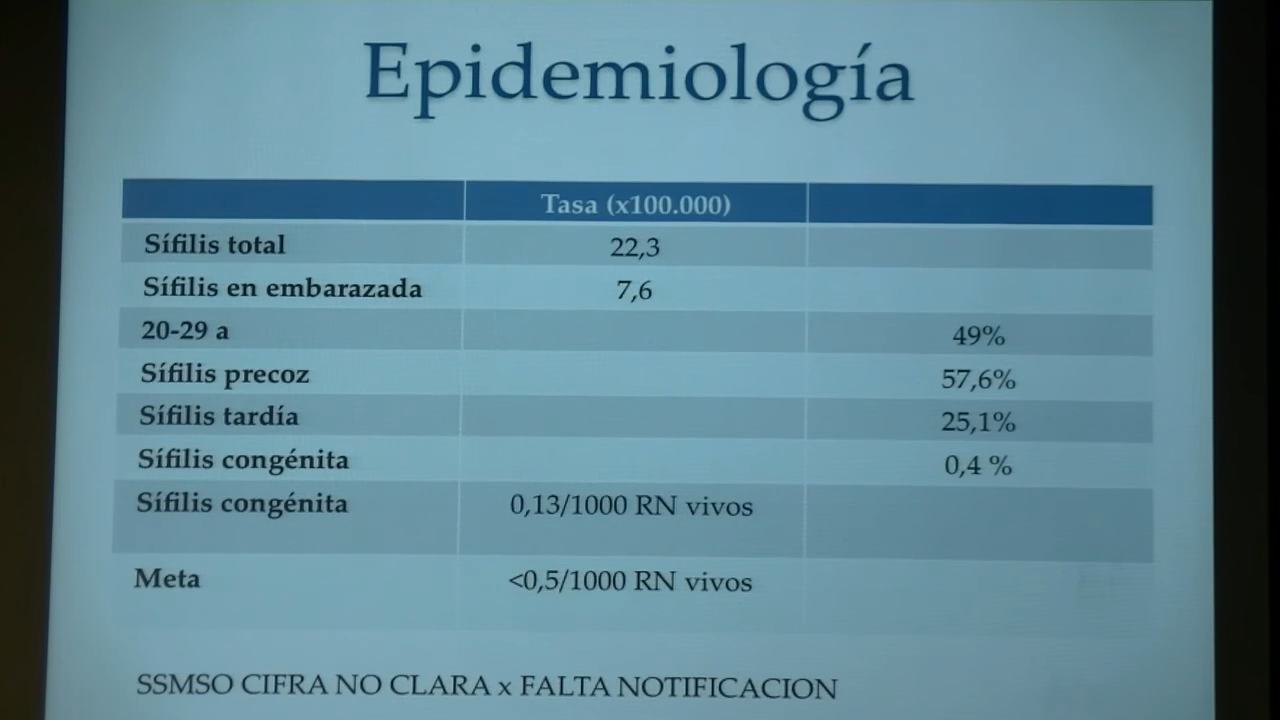 Epidemiología
Tasa (x100.000)
Sífilis total 22,3
Sífilis en embarazada 7,6
20-29 a 49%
Sífilis precoz 57,6%
Sífilis tardía 25,1%
Sífilis congénita 0,4 %
Sífilis congénita 0,13/1000 RN vivos
Meta <0,5/1000 RN vivos
SSMSO CIFRA NO CLARA x FALTA NOTIFICACION